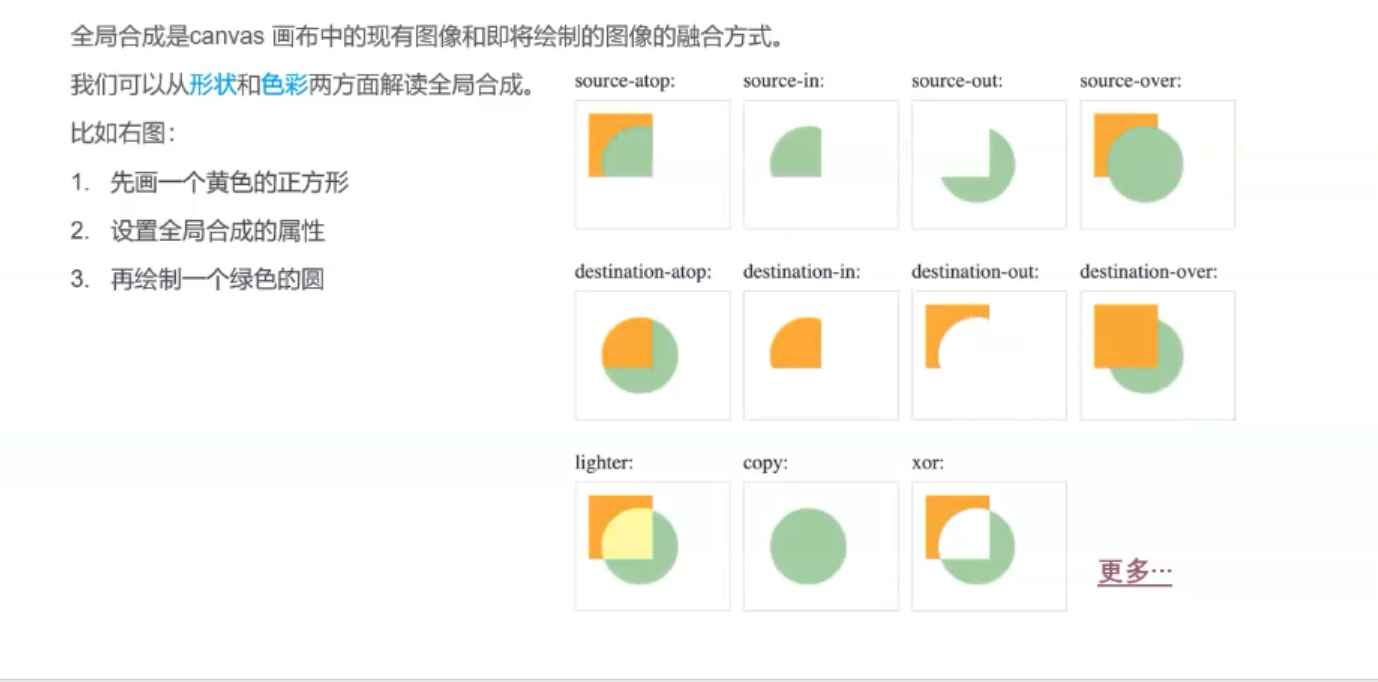 全局合成是canvas 画布中的现有图像和即将绘制的图像的融合方式。
我们可以从形状和色彩两方面解读全局合成。
比如右图：
1. 先画一个黄色的正方形
2. 设置全局合成的属性
3. 再绘制一个绿色的圆
source-atop: source-in: source-out: source-over:
destination-atop: destination-in: destination-out: destination-over:
lighter: copy: xor:
更多…